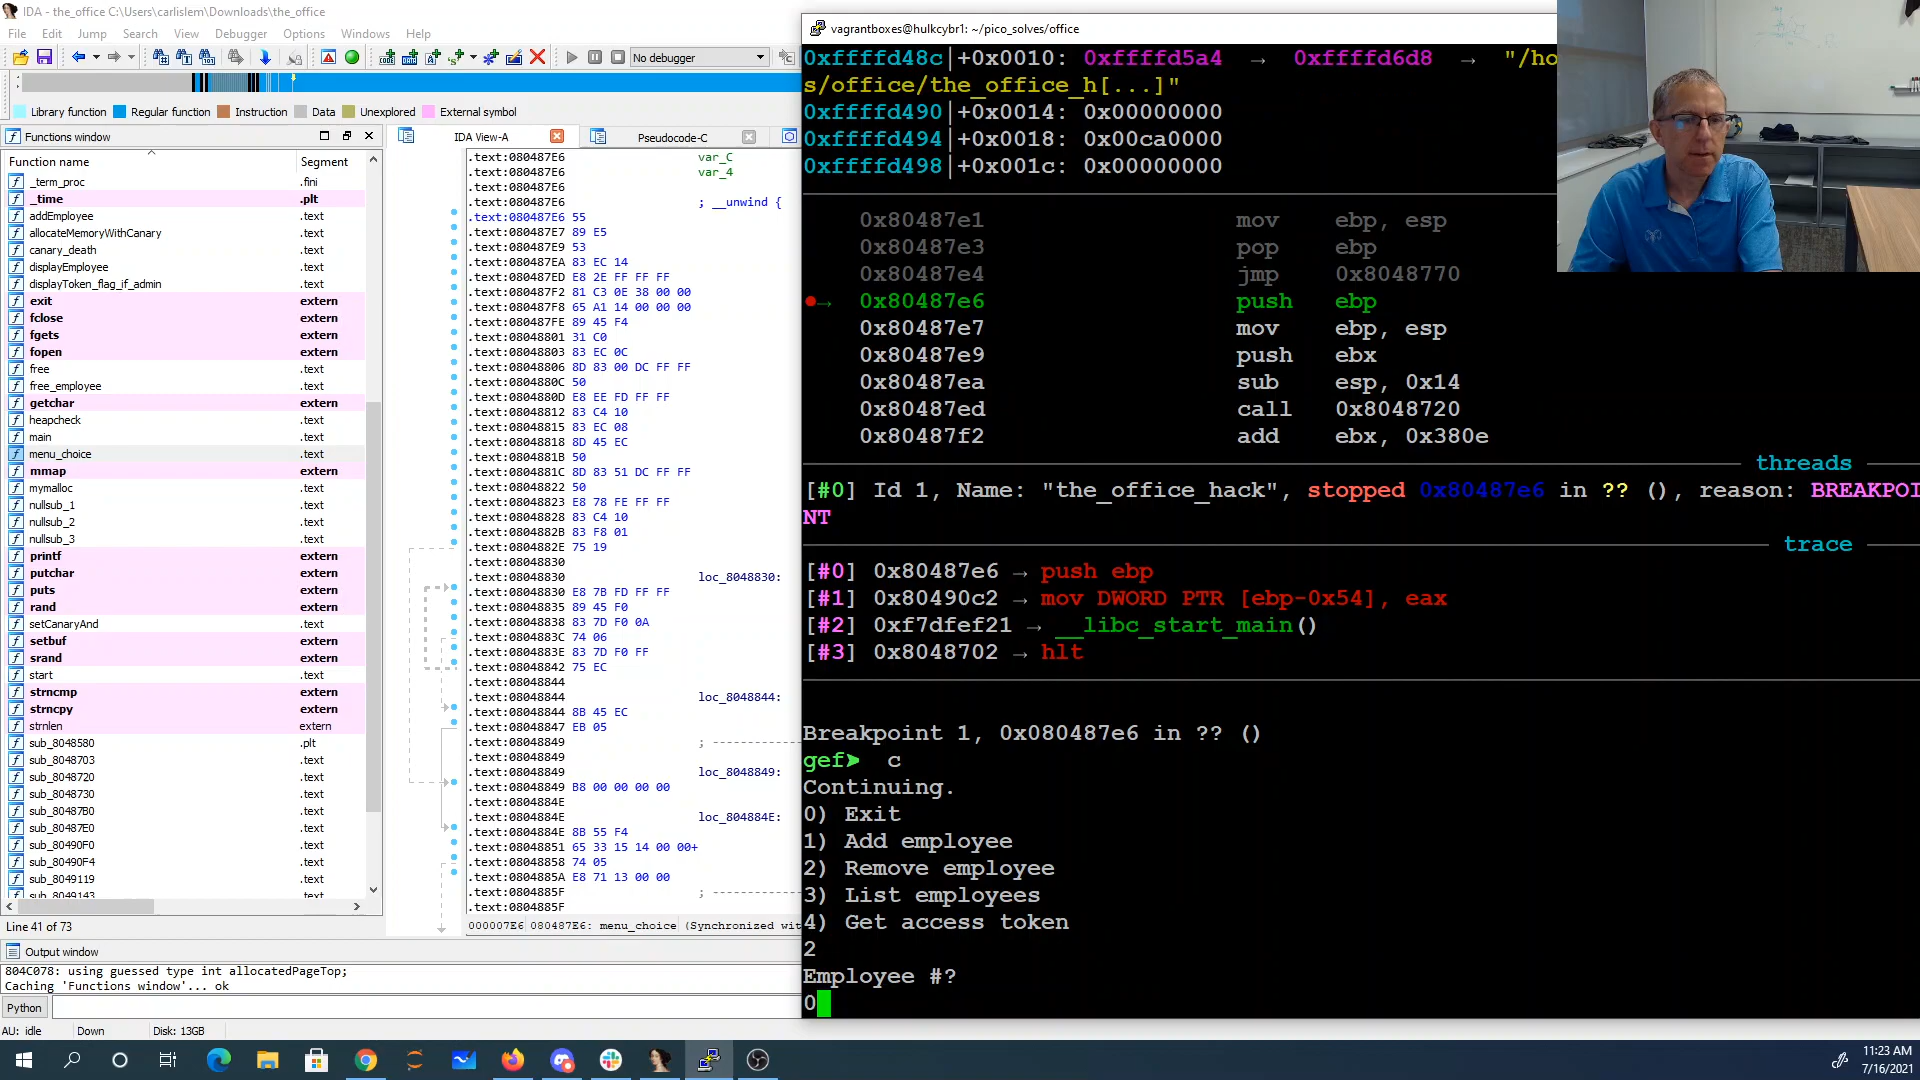 IDA - the_office C:\Users\carlislem\Downloads\the_office
File Edit Jump Search View Debugger Options Windows Help
No debugger
Library function Regular function Instruction Data Unexplored External symbol
Functions window
IDA View-A
Pseudocode-C
Function name Segment
_term_proc .fini
_time .plt
addEmployee .text
allocateMemoryWithCanary .text
canary_death .text
displayEmployee .text
displayToken_flag_if_admin .text
exit extern
fclose extern
fgets extern
fopen extern
free .text
free_employee .text
getchar extern
heapcheck .text
main .text
menu_choice .text
mmap extern
mymalloc .text
nullsub_1 .text
nullsub_2 .text
nullsub_3 .text
printf extern
putchar extern
puts extern
rand extern
setCanaryAnd .text
setbuf extern
srand extern
start .text
strncmp extern
strncpy extern
strnlen extern
sub_8048580 .plt
sub_8048703 .text
sub_8048720 .text
sub_8048730 .text
sub_80487B0 .text
sub_80487E0 .text
sub_80490F0 .text
sub_80490F4 .text
sub_8049119 .text
sub_8049143 .text
Line 41 of 73
.text:080487E6 var_C
.text:080487E6 var_4
.text:080487E6
.text:080487E6 ; __unwind {
.text:080487E6 55
.text:080487E7 89 E5
.text:080487E9 53
.text:080487EA 83 EC 14
.text:080487ED E8 2E FF FF FF
.text:080487F2 81 C3 0E 38 00 00
.text:080487F8 65 A1 14 00 00 00
.text:080487FE 89 45 F4
.text:08048801 31 C0
.text:08048803 83 EC 0C
.text:08048806 8D 83 00 DC FF FF
.text:0804880C 50
.text:0804880D E8 EE FD FF FF
.text:08048812 83 C4 10
.text:08048815 83 EC 08
.text:08048818 8D 45 EC
.text:0804881B 50
.text:0804881C 8D 83 51 DC FF FF
.text:08048822 50
.text:08048823 E8 78 FE FF FF
.text:08048828 83 C4 10
.text:0804882B 83 F8 01
.text:0804882E 75 19
.text:08048830
.text:08048830 loc_8048830:
.text:08048830 E8 7B FD FF FF
.text:08048835 89 45 F0
.text:08048838 83 7D F0 0A
.text:0804883C 74 06
.text:0804883E 83 7D F0 FF
.text:08048842 75 EC
.text:08048844
.text:08048844 loc_8048844:
.text:08048844 8B 45 EC
.text:08048847 EB 05
.text:08048849 ; ---------------
.text:08048849
.text:08048849 loc_8048849:
.text:08048849 B8 00 00 00 00
.text:0804884E
.text:0804884E loc_804884E:
.text:0804884E 8B 55 F4
.text:08048851 65 33 15 14 00 00+
.text:08048858 74 05
.text:0804885A E8 71 13 00 00
.text:0804885F ; ---------------
.text:0804885F
000007E6 080487E6: menu_choice (Synchronized wit
Output window
804C078: using guessed type int allocatedPageTop;
Caching 'Functions window'... ok
Python
AU: idle Down Disk: 13GB
vagrantboxes@hulkcybr1: ~/pico_solves/office
0xffffd48c│+0x0010: 0xffffd5a4 → 0xffffd6d8 → "/ho
s/office/the_office_h[...]"
0xffffd490│+0x0014: 0x00000000
0xffffd494│+0x0018: 0x00ca0000
0xffffd498│+0x001c: 0x00000000
0x80487e1 mov ebp, esp
0x80487e3 pop ebp
0x80487e4 jmp 0x8048770
●→ 0x80487e6 push ebp
0x80487e7 mov ebp, esp
0x80487e9 push ebx
0x80487ea sub esp, 0x14
0x80487ed call 0x8048720
0x80487f2 add ebx, 0x380e
threads
[#0] Id 1, Name: "the_office_hack", stopped 0x80487e6 in ?? (), reason: BREAKPOI
NT
trace
[#0] 0x80487e6 → push ebp
[#1] 0x80490c2 → mov DWORD PTR [ebp-0x54], eax
[#2] 0xf7dfef21 → __libc_start_main()
[#3] 0x8048702 → hlt
Breakpoint 1, 0x080487e6 in ?? ()
gef➤ c
Continuing.
0) Exit
1) Add employee
2) Remove employee
3) List employees
4) Get access token
2
Employee #?
0
11:23 AM
7/16/2021